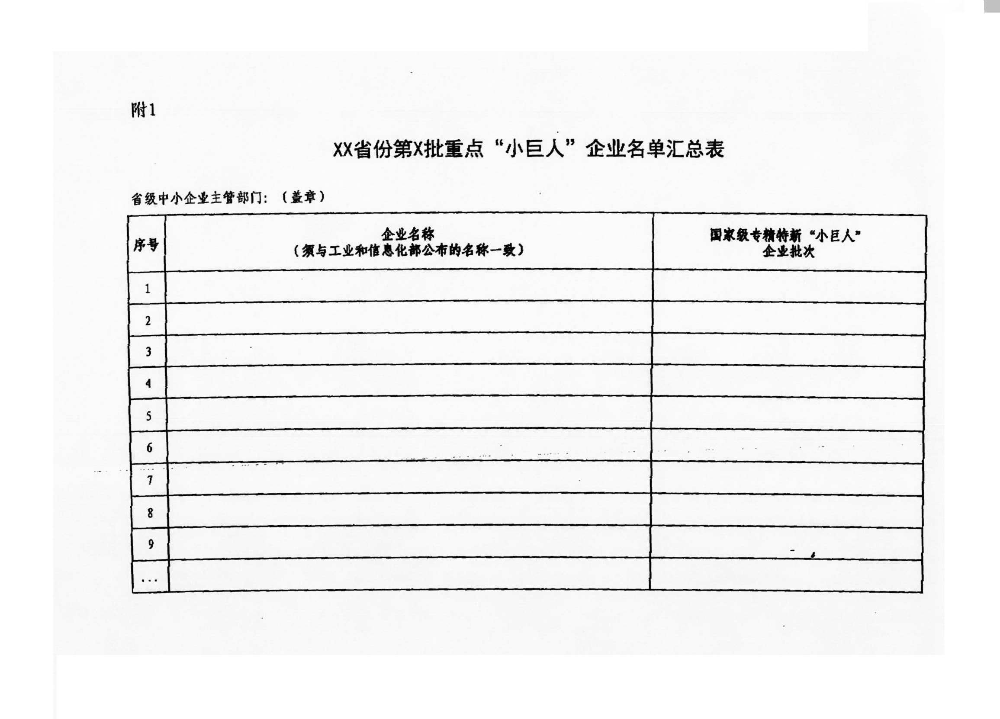 附1
XX省份第X批重点“小巨人”企业名单汇总表
省级中小企业主管部门：（盖章）
序号
企业名称
（须与工业和信息化部公布的名称一致）
国家级专精特新“小巨人”
企业批次
1
2
3
4
5
6
7
8
9
...